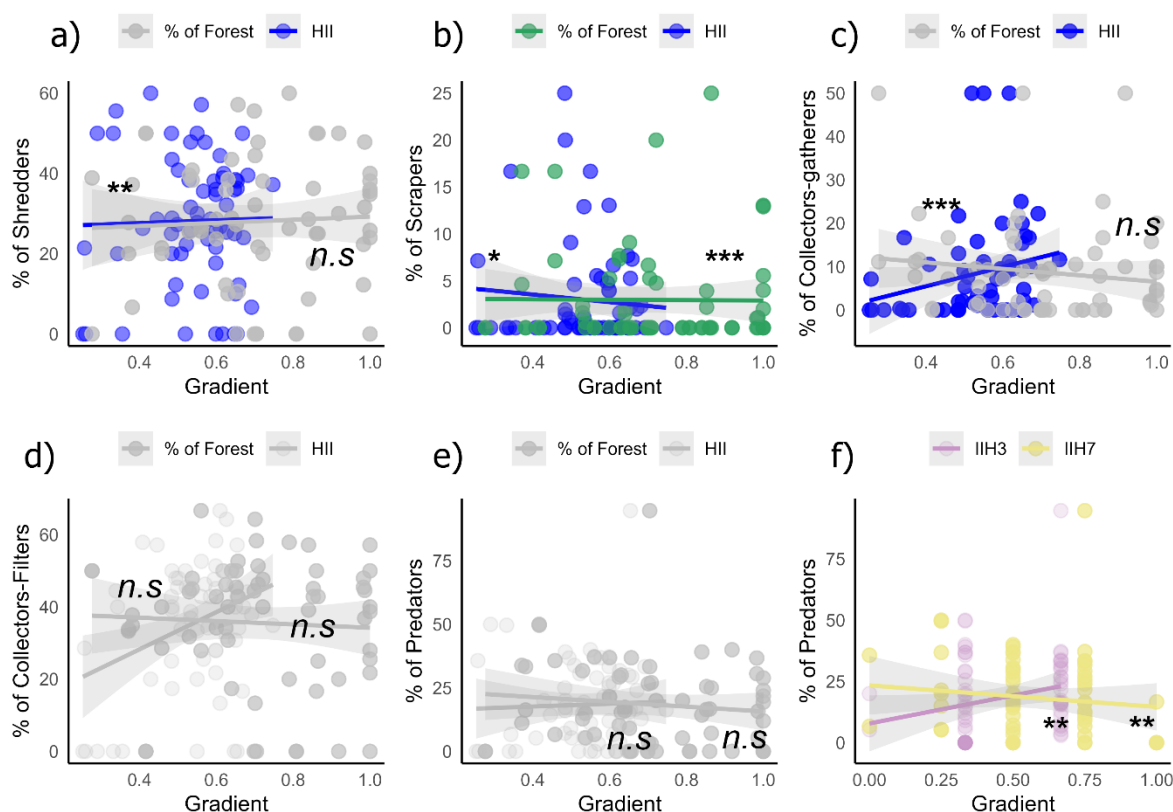 a) % of Forest HII
% of Shredders
60
40
20
0
**
n.s
0.4 0.6 0.8 1.0
Gradient
b) % of Forest HII
% of Scrapers
25
20
15
10
5
0
*
***
0.4 0.6 0.8 1.0
Gradient
c) % of Forest HII
% of Collectors-gatherers
50
40
30
20
10
0
***
n.s
0.4 0.6 0.8 1.0
Gradient
d) % of Forest HII
% of Collectors-Filters
60
40
20
0
n.s
n.s
0.4 0.6 0.8 1.0
Gradient
e) % of Forest HII
% of Predators
75
50
25
0
n.s
n.s
0.4 0.6 0.8 1.0
Gradient
f) IIH3 IIH7
% of Predators
75
50
25
0
**
**
0.00 0.25 0.50 0.75 1.00
Gradient